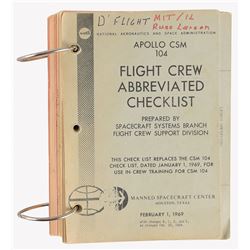 D' FLIGHT
MIT/IL
Russ Larson
NATIONAL AERONAUTICS AND SPACE ADMINISTRATION
APOLLO CSM
104
FLIGHT CREW
ABBREVIATED
CHECKLIST
PREPARED BY
SPACECRAFT SYSTEMS BRANCH
FLIGHT CREW SUPPORT DIVISION
THIS CHECK LIST REPLACES THE CSM 104
CHECK LIST, DATED JANUARY 1, 1969, FOR
USE IN CREW TRAINING FOR CSM 104
MANNED SPACECRAFT CENTER
HOUSTON, TEXAS
FEBRUARY 1, 1969